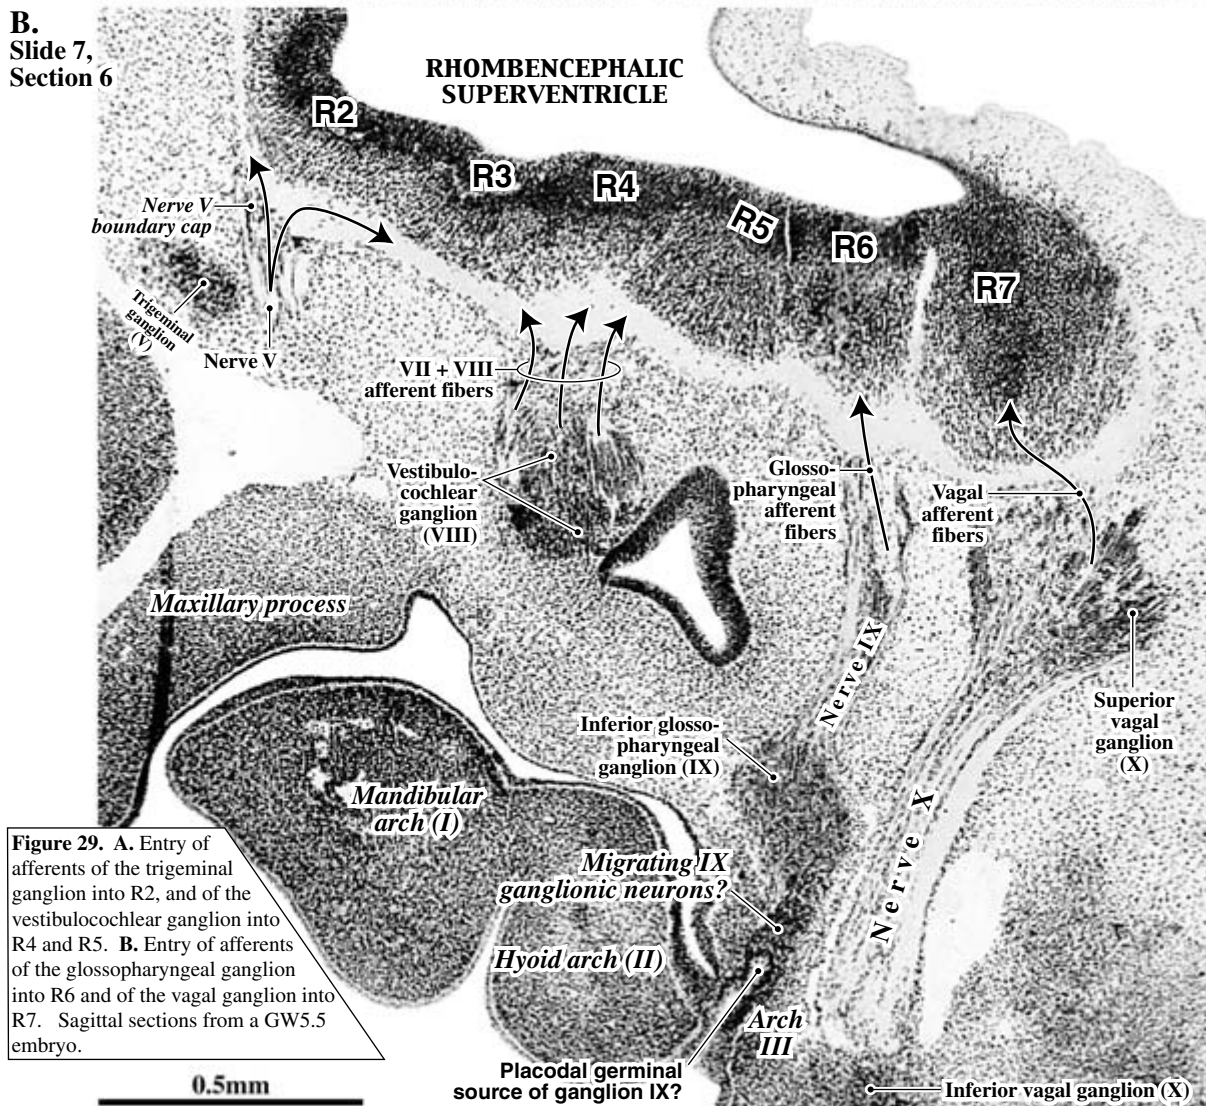 B.
Slide 7,
Section 6
RHOMBENCEPHALIC
SUPERVENTRICLE
R2
R3
R4
R5
R6
R7
Nerve V
boundary cap
Trigeminal
ganglion
(V)
Nerve V
VII + VIII
afferent fibers
Vestibulo-
cochlear
ganglion
(VIII)
Glosso-
pharyngeal
afferent
fibers
Vagal
afferent
fibers
Maxillary process
Nerve IX
Superior
vagal
ganglion
(X)
Inferior glosso-
pharyngeal
ganglion (IX)
Mandibular
arch (I)
Nerve X
Migrating IX
ganglionic neurons?
Hyoid arch (II)
Arch
III
Placodal germinal
source of ganglion IX?
Inferior vagal ganglion (X)
Figure 29. A. Entry of
afferents of the trigeminal
ganglion into R2, and of the
vestibulocochlear ganglion into
R4 and R5. B. Entry of afferents
of the glossopharyngeal ganglion
into R6 and of the vagal ganglion into
R7. Sagittal sections from a GW5.5
embryo.
0.5mm